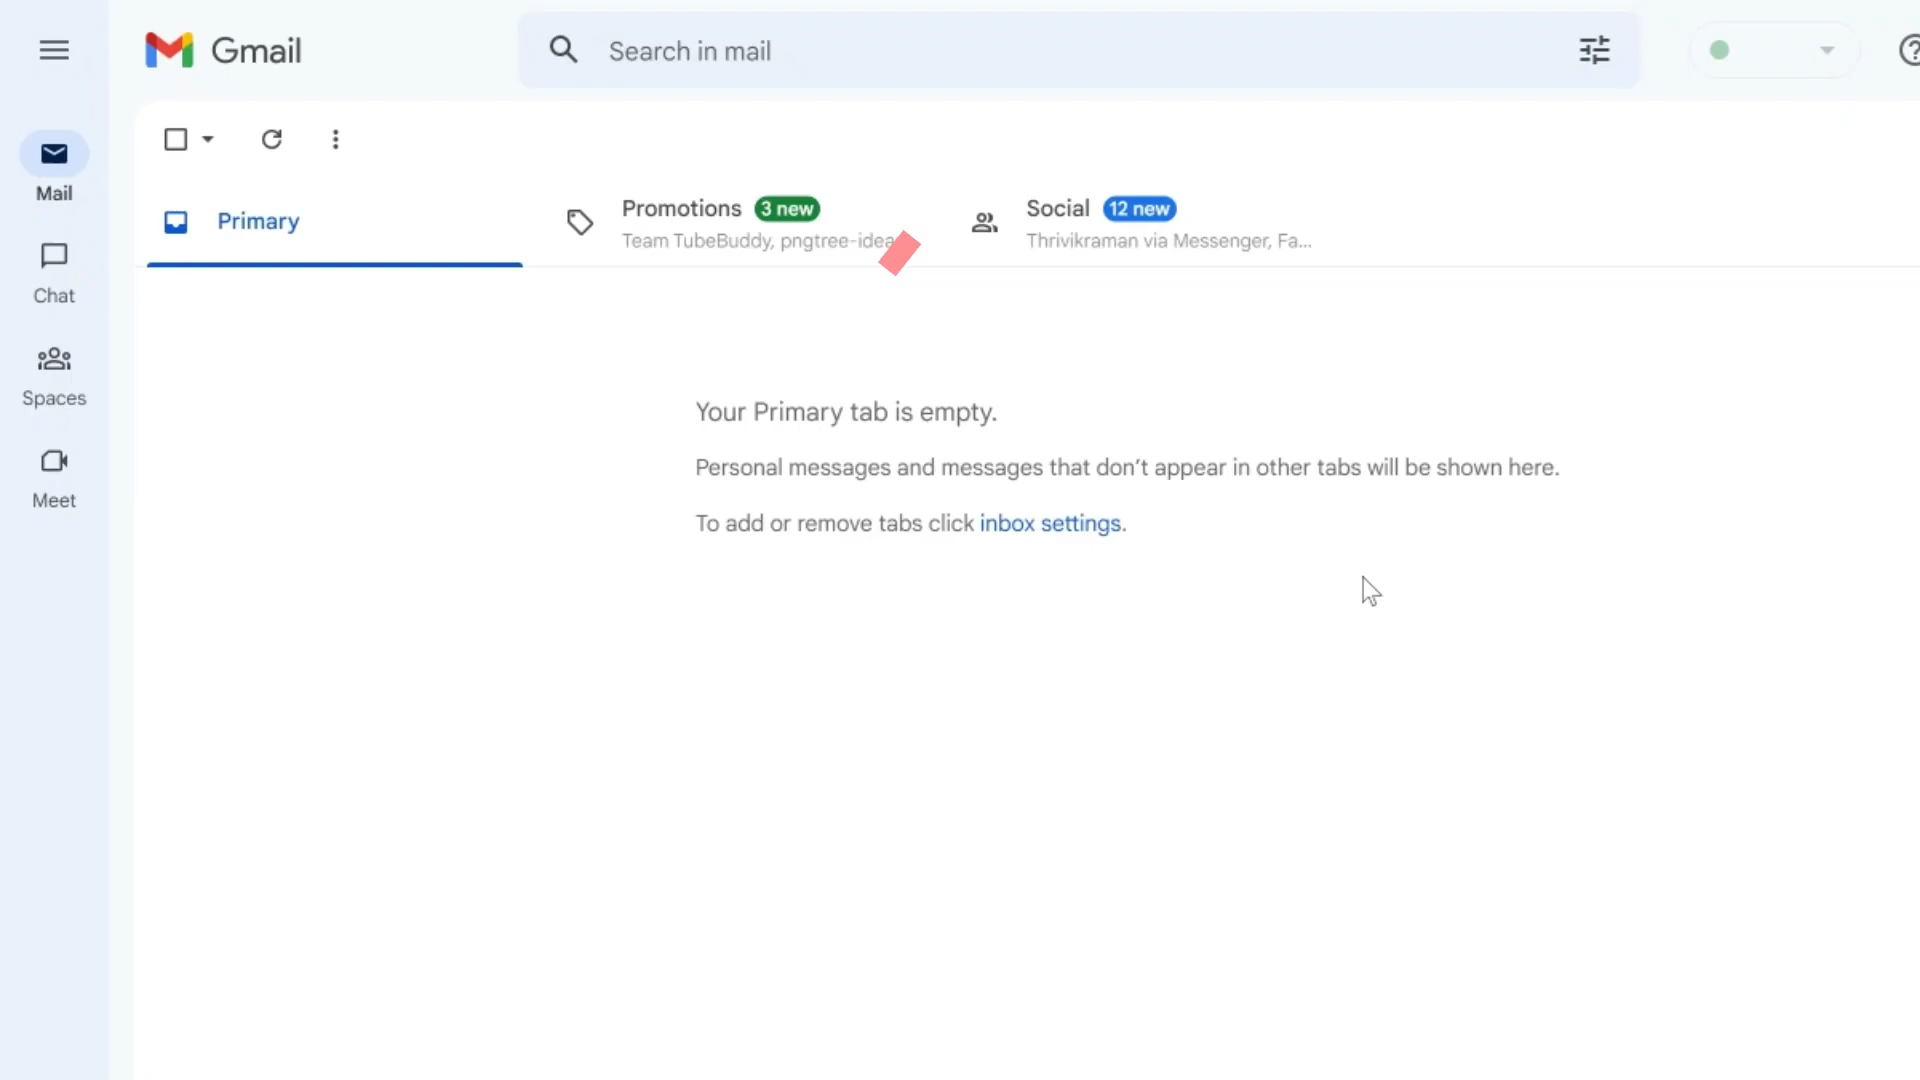 Gmail
Search in mail
Mail
Primary
Promotions 3 new
Team TubeBuddy, pngtree-idea
Social 12 new
Thrivikraman via Messenger, Fa...
Chat
Spaces
Meet
Your Primary tab is empty.
Personal messages and messages that don’t appear in other tabs will be shown here.
To add or remove tabs click inbox settings.